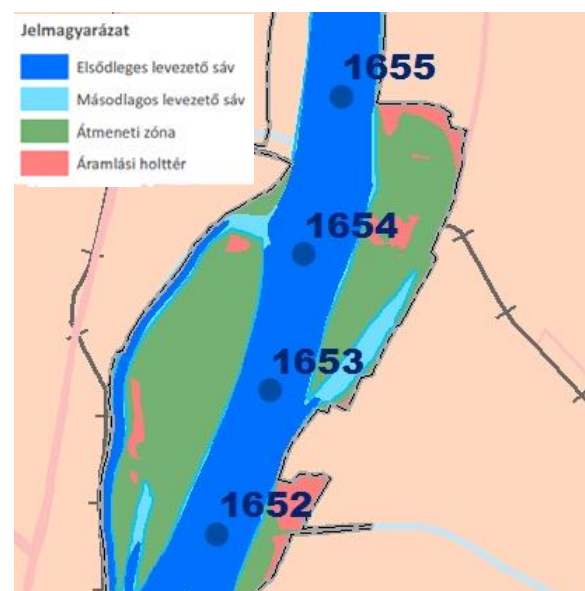 Jelmagyarázat
Elsődleges levezető sáv
Másodlagos levezető sáv
Átmeneti zóna
Áramlási holttér
1655
1654
1653
1652